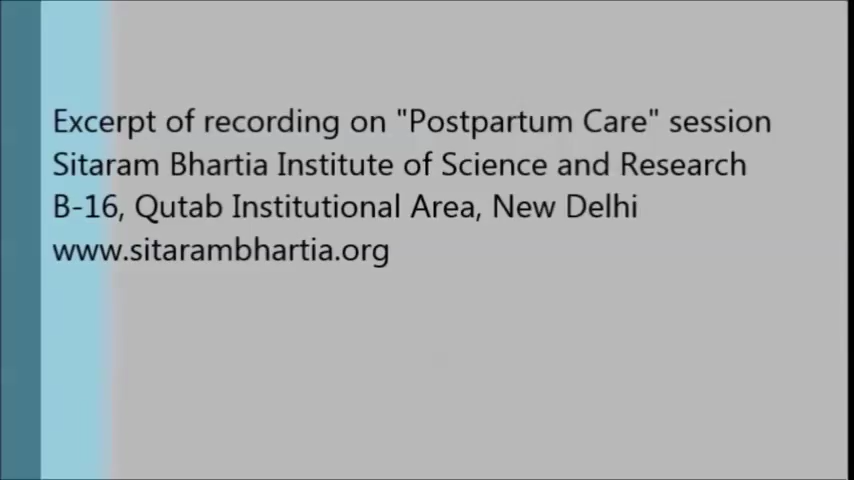 Excerpt of recording on "Postpartum Care" session
Sitaram Bhartia Institute of Science and Research
B-16, Qutab Institutional Area, New Delhi
www.sitarambhartia.org